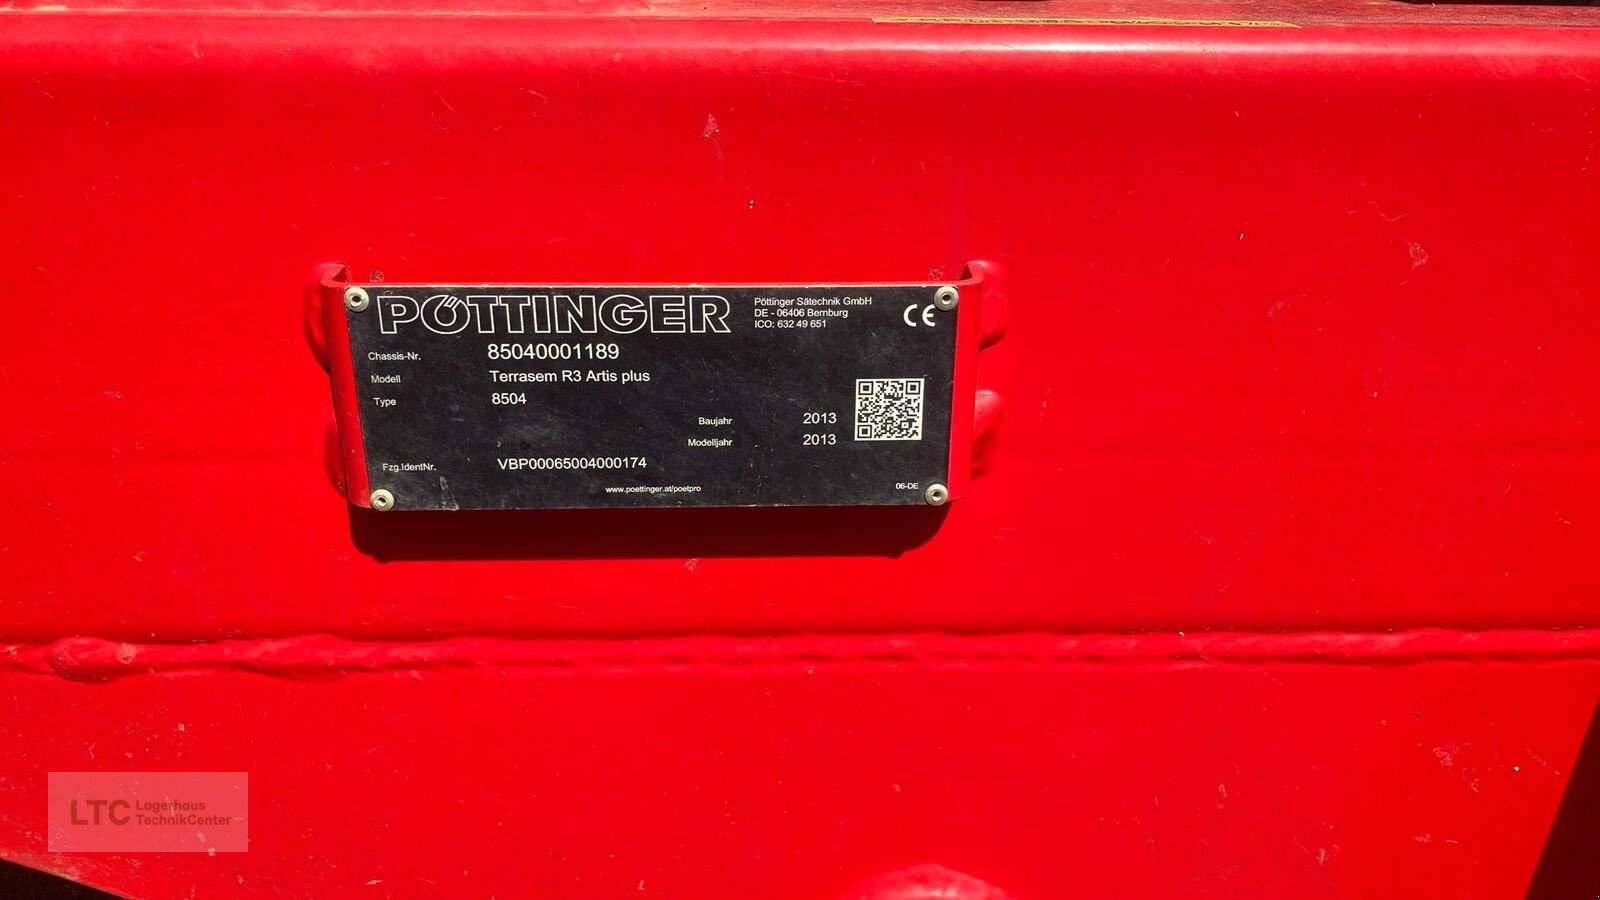 PÖTTINGER
Pöttinger Sätechnik GmbH
DE - 06406 Bernburg
ICO: 632 49 651
CE
Chassis-Nr. 85040001189
Modell Terrasem R3 Artis plus
Type 8504
Baujahr 2013
Modelljahr 2013
Fzg.IdentNr. VBP00065004000174
www.poettinger.at/poetpro
06-DE
LTC Lagerhaus
TechnikCenter